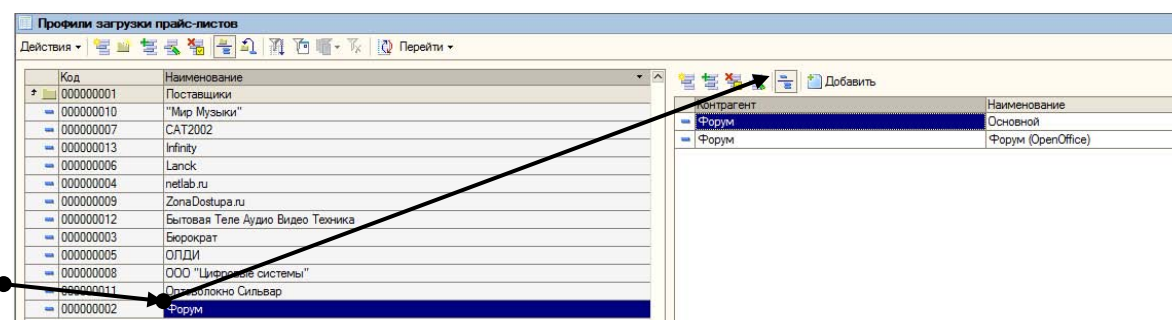 Профили загрузки прайс-листов
Действия Перейти
Код Наименование
000000001 Поставщики
000000010 "Мир Музыки"
000000007 CAT2002
000000013 Infinity
000000006 Lanck
000000004 netlab.ru
000000009 ZonaDostupa.ru
000000012 Бытовая Теле Аудио Видео Техника
000000003 Бюрократ
000000005 ОЛДИ
000000008 ООО "Цифровые системы"
000000011 Оптоволокно Сильвар
000000002 Форум
Добавить
Контрагент Наименование
Форум Основной
Форум Форум (OpenOffice)